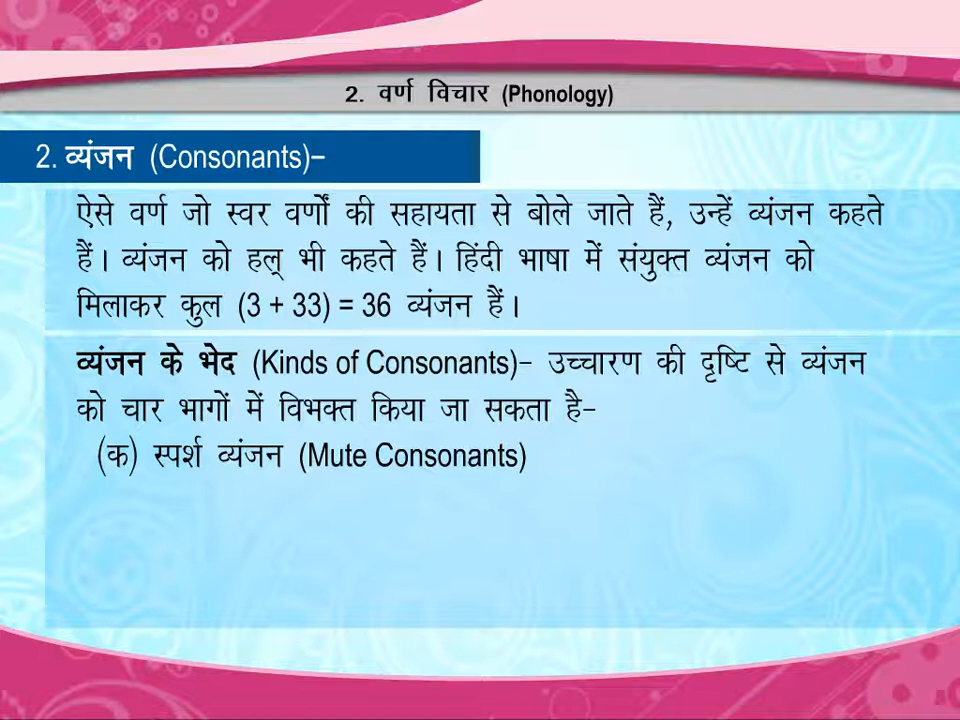 2. वर्ण विचार (Phonology)
2. व्यंजन (Consonants)–
ऐसे वर्ण जो स्वर वर्णों की सहायता से बोले जाते हैं, उन्हें व्यंजन कहते
हैं। व्यंजन को हल् भी कहते हैं। हिंदी भाषा में संयुक्त व्यंजन को
मिलाकर कुल (3 + 33) = 36 व्यंजन हैं।
व्यंजन के भेद (Kinds of Consonants)– उच्चारण की दृष्टि से व्यंजन
को चार भागों में विभक्त किया जा सकता है–
(क) स्पर्श व्यंजन (Mute Consonants)